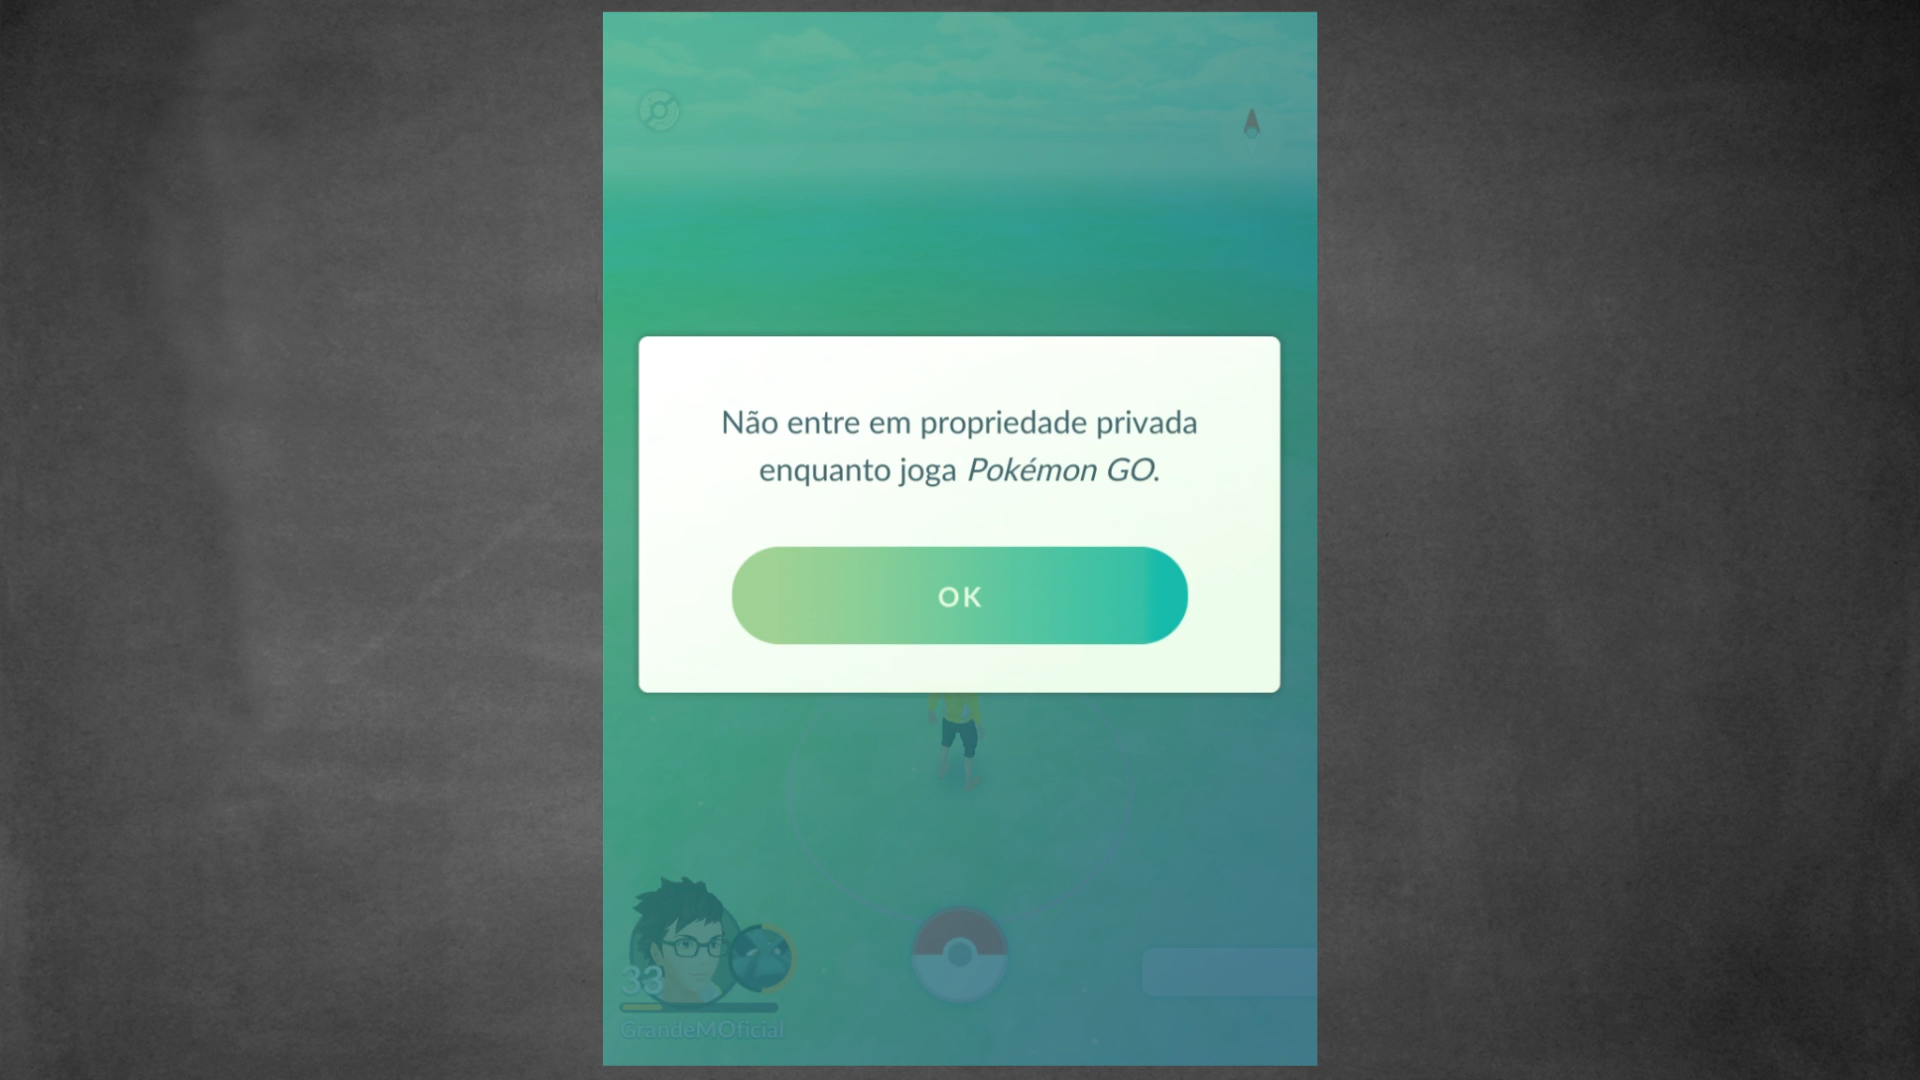 Não entre em propriedade privada
enquanto joga Pokémon GO.
OK
33
GrandeMOficial